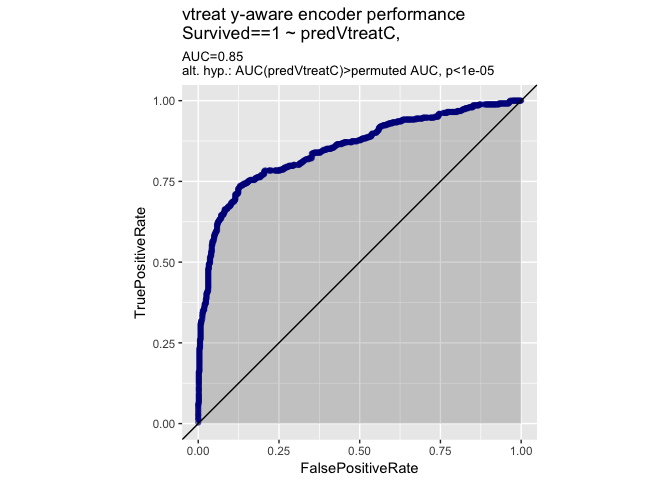 vtreat y-aware encoder performance
Survived==1 ~ predVtreatC,
AUC=0.85
alt. hyp.: AUC(predVtreatC)>permuted AUC, p<1e-05
1.00
0.75
0.50
0.25
0.00
TruePositiveRate
0.00 0.25 0.50 0.75 1.00
FalsePositiveRate